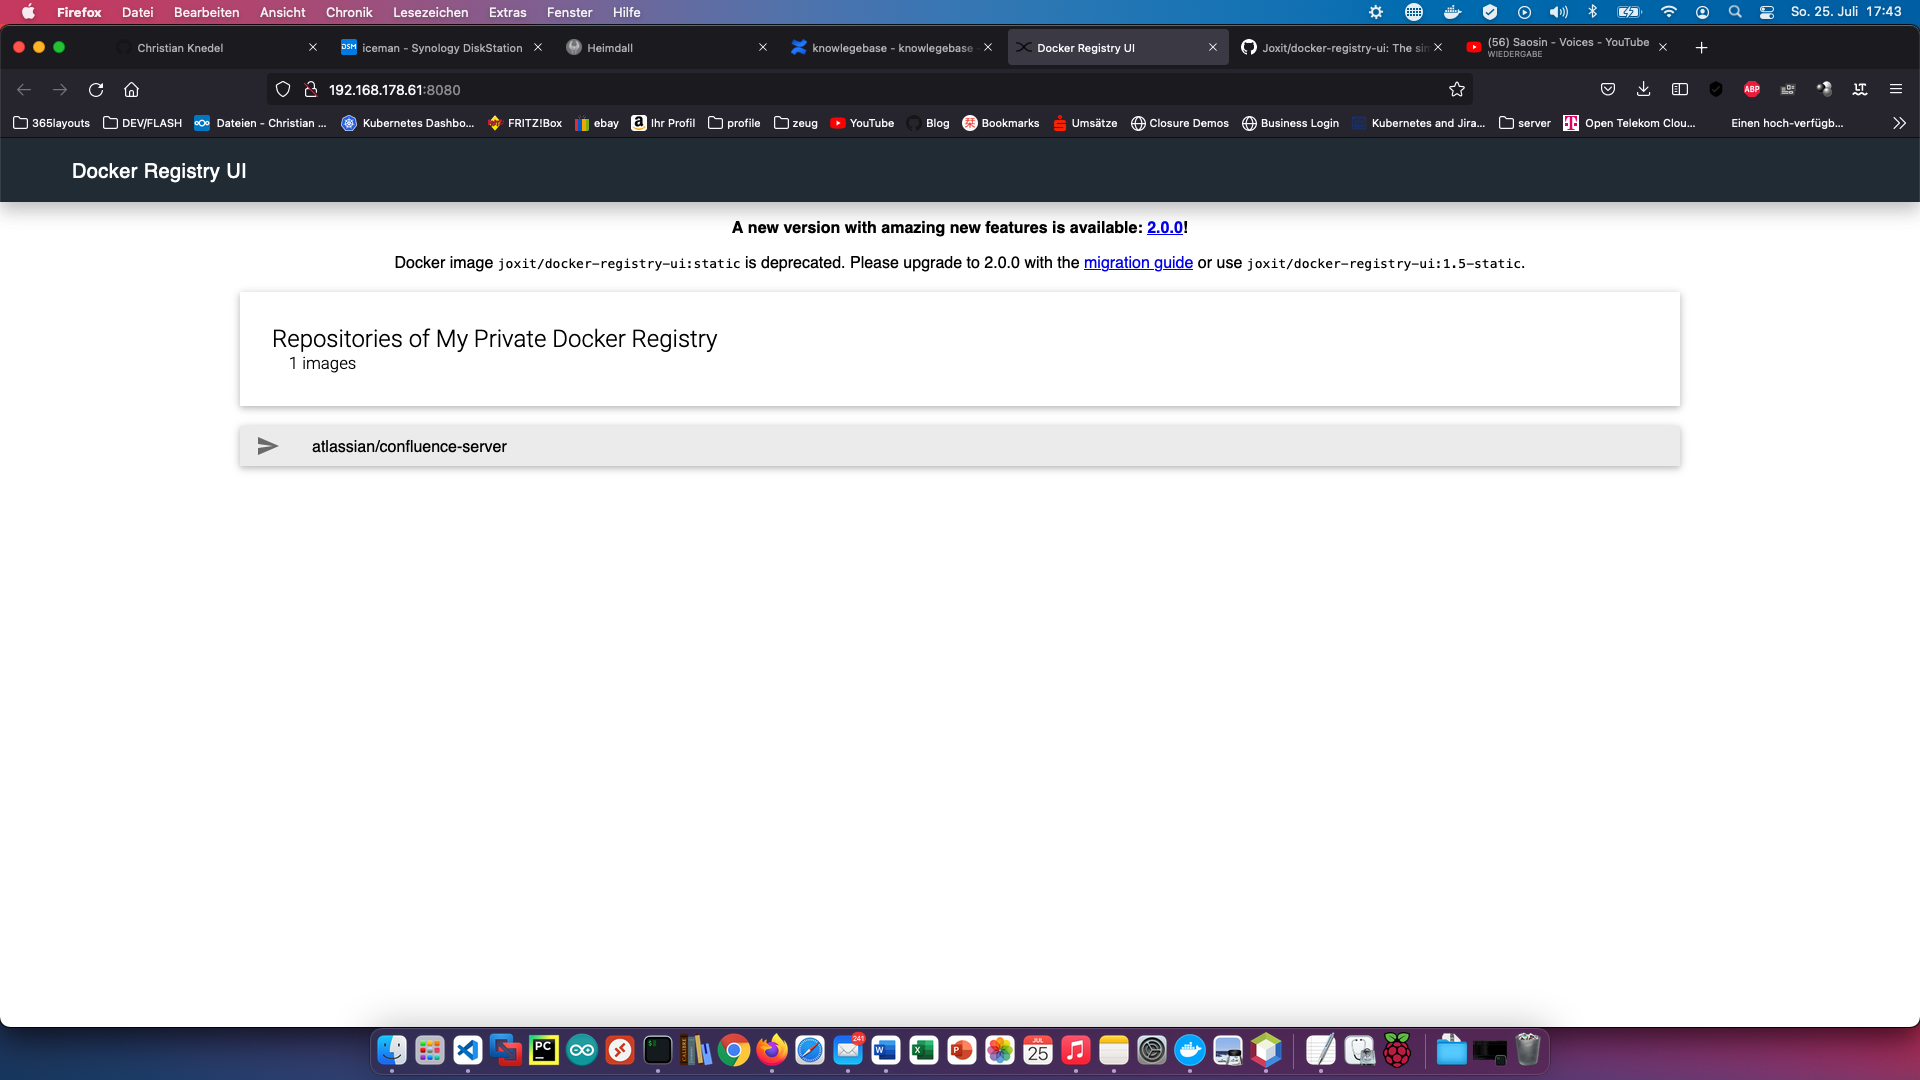 Firefox Datei Bearbeiten Ansicht Chronik Lesezeichen Extras Fenster Hilfe So. 25. Juli 17:43
Christian Knedel DSM iceman - Synology DiskStation Heimdall knowlegebase - knowlegebase - Docker Registry UI Joxit/docker-registry-ui: The sim (56) Saosin - Voices - YouTube
WIEDERGABE
192.168.178.61:8080 ABP
365layouts DEV/FLASH Dateien - Christian ... Kubernetes Dashbo... FRITZ!Box ebay Ihr Profil profile zeug YouTube Blog Bookmarks Umsätze Closure Demos Business Login Kubernetes and Jira... server Open Telekom Clou... Einen hoch-verfügb...
Docker Registry UI
A new version with amazing new features is available: 2.0.0!
Docker image joxit/docker-registry-ui:static is deprecated. Please upgrade to 2.0.0 with the migration guide or use joxit/docker-registry-ui:1.5-static.
Repositories of My Private Docker Registry
1 images
atlassian/confluence-server
PC CALIBRE 241 W X P JUL 25